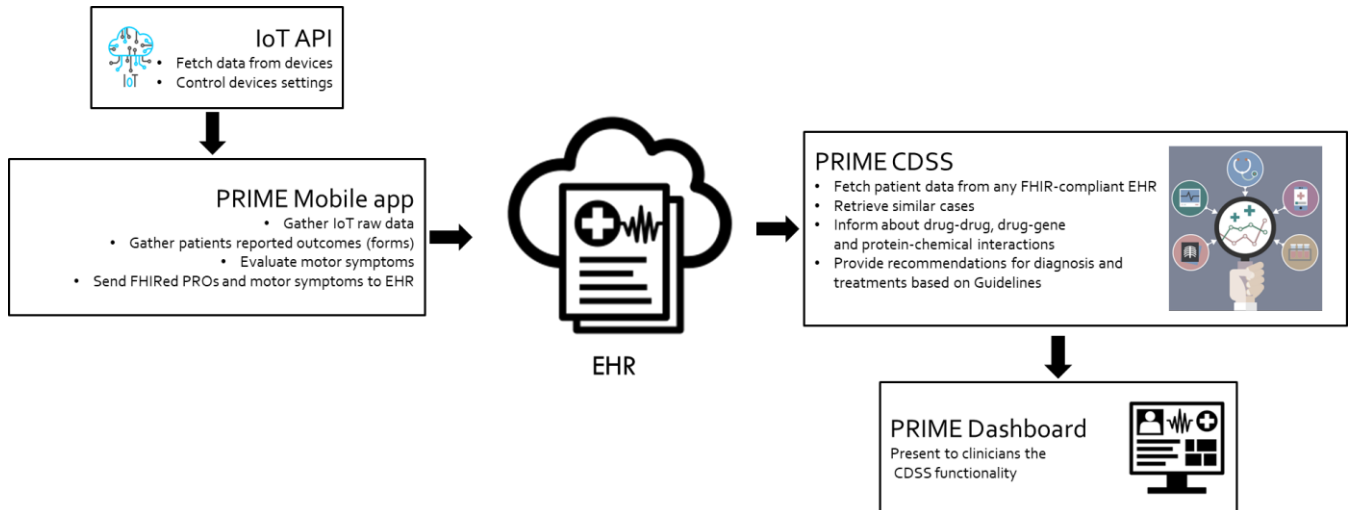 IoT API
• Fetch data from devices
• Control devices settings
IoT
PRIME Mobile app
• Gather IoT raw data
• Gather patients reported outcomes (forms)
• Evaluate motor symptoms
• Send FHIRed PROs and motor symptoms to EHR
EHR
PRIME CDSS
• Fetch patient data from any FHIR-compliant EHR
• Retrieve similar cases
• Inform about drug-drug, drug-gene
and protein-chemical interactions
• Provide recommendations for diagnosis and
treatments based on Guidelines
PRIME Dashboard
Present to clinicians the
CDSS functionality